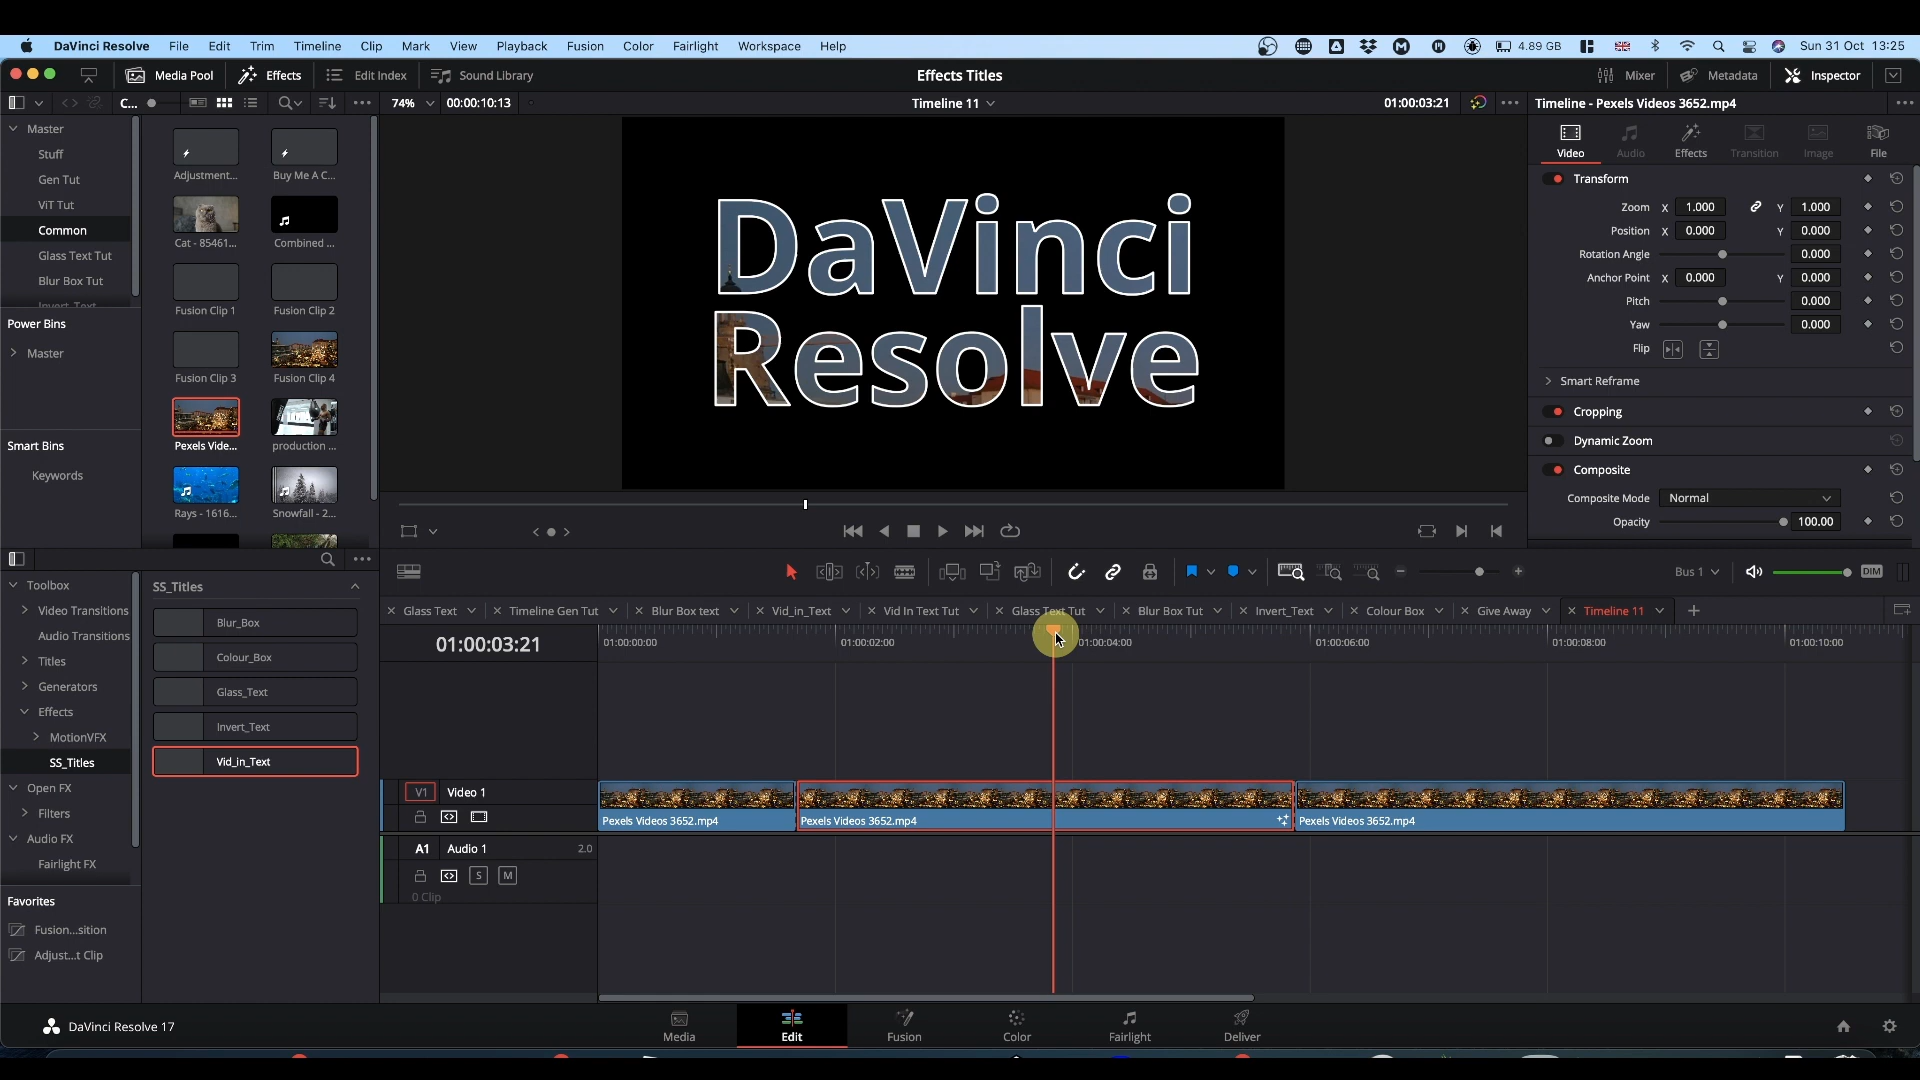 DaVinci Resolve File Edit Trim Timeline Clip Mark View Playback Fusion Color Fairlight Workspace Help 4.89 GB Sun 31 Oct 13:25
Media Pool Effects Edit Index Sound Library Effects Titles Mixer Metadata Inspector
C... 74% 00:00:10:13 Timeline 11 01:00:03:21 Timeline - Pexels Videos 3652.mp4
Master
Stuff
Gen Tut
ViT Tut
Common
Glass Text Tut
Blur Box Tut
Invert Text
Power Bins
Master
Smart Bins
Keywords
Adjustment... Buy Me A C...
Cat - 85461... Combined ...
Fusion Clip 1 Fusion Clip 2
Fusion Clip 3 Fusion Clip 4
Pexels Vide... production ...
Rays - 1616... Snowfall - 2...
DaVinci
Resolve
Video Audio Effects Transition Image File
Transform
Zoom X 1.000 Y 1.000
Position X 0.000 Y 0.000
Rotation Angle 0.000
Anchor Point X 0.000 Y 0.000
Pitch 0.000
Yaw 0.000
Flip
Smart Reframe
Cropping
Dynamic Zoom
Composite
Composite Mode Normal
Opacity 100.00
Bus 1 DIM
Toolbox
Video Transitions
Audio Transitions
Titles
Generators
Effects
MotionVFX
SS_Titles
Open FX
Filters
Audio FX
Fairlight FX
Favorites
Fusion...sition
Adjust...t Clip
SS_Titles
Blur_Box
Colour_Box
Glass_Text
Invert_Text
Vid_in_Text
Glass Text Timeline Gen Tut Blur Box text Vid_in_Text Vid In Text Tut Glass Text Tut Blur Box Tut Invert_Text Colour Box Give Away Timeline 11
01:00:03:21 01:00:00:00 01:00:02:00 01:00:04:00 01:00:06:00 01:00:08:00 01:00:10:00
V1 Video 1
Pexels Videos 3652.mp4 Pexels Videos 3652.mp4 Pexels Videos 3652.mp4
A1 Audio 1 2.0
S M
0 Clip
DaVinci Resolve 17 Media Edit Fusion Color Fairlight Deliver